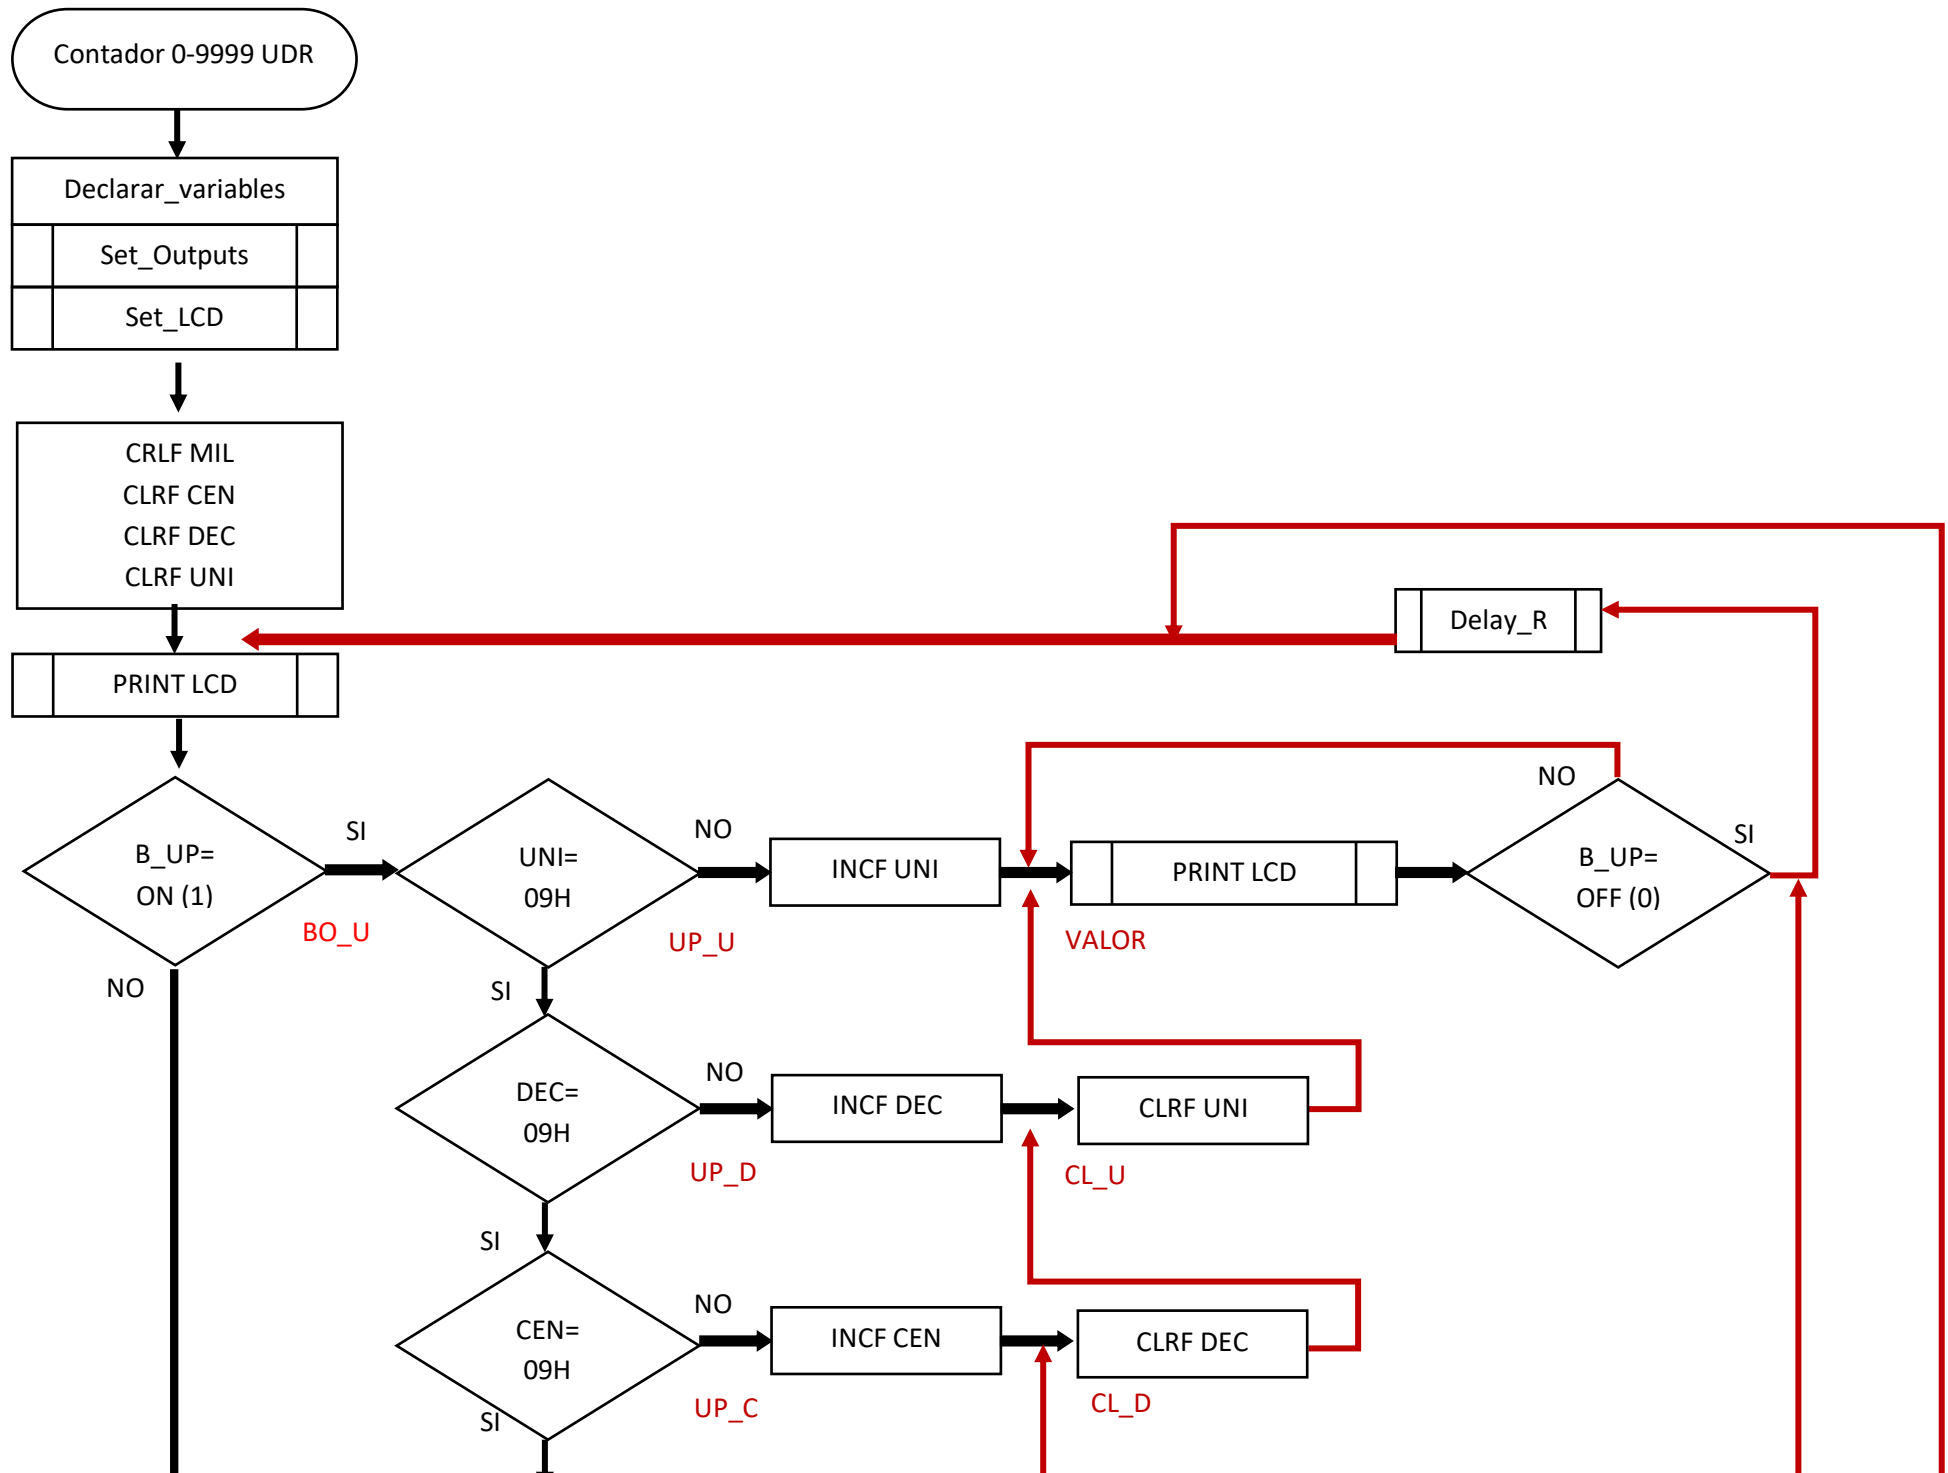 Contador 0-9999 UDR
Declarar_variables
Set_Outputs
Set_LCD
CRLF MIL
CLRF CEN
CLRF DEC
CLRF UNI
Delay_R
PRINT LCD
B_UP=
ON (1)
SI
BO_U
NO
UNI=
09H
NO
UP_U
SI
INCF UNI
PRINT LCD
VALOR
B_UP=
OFF (0)
NO
SI
DEC=
09H
NO
UP_D
SI
INCF DEC
CLRF UNI
CL_U
CEN=
09H
NO
UP_C
SI
INCF CEN
CLRF DEC
CL_D